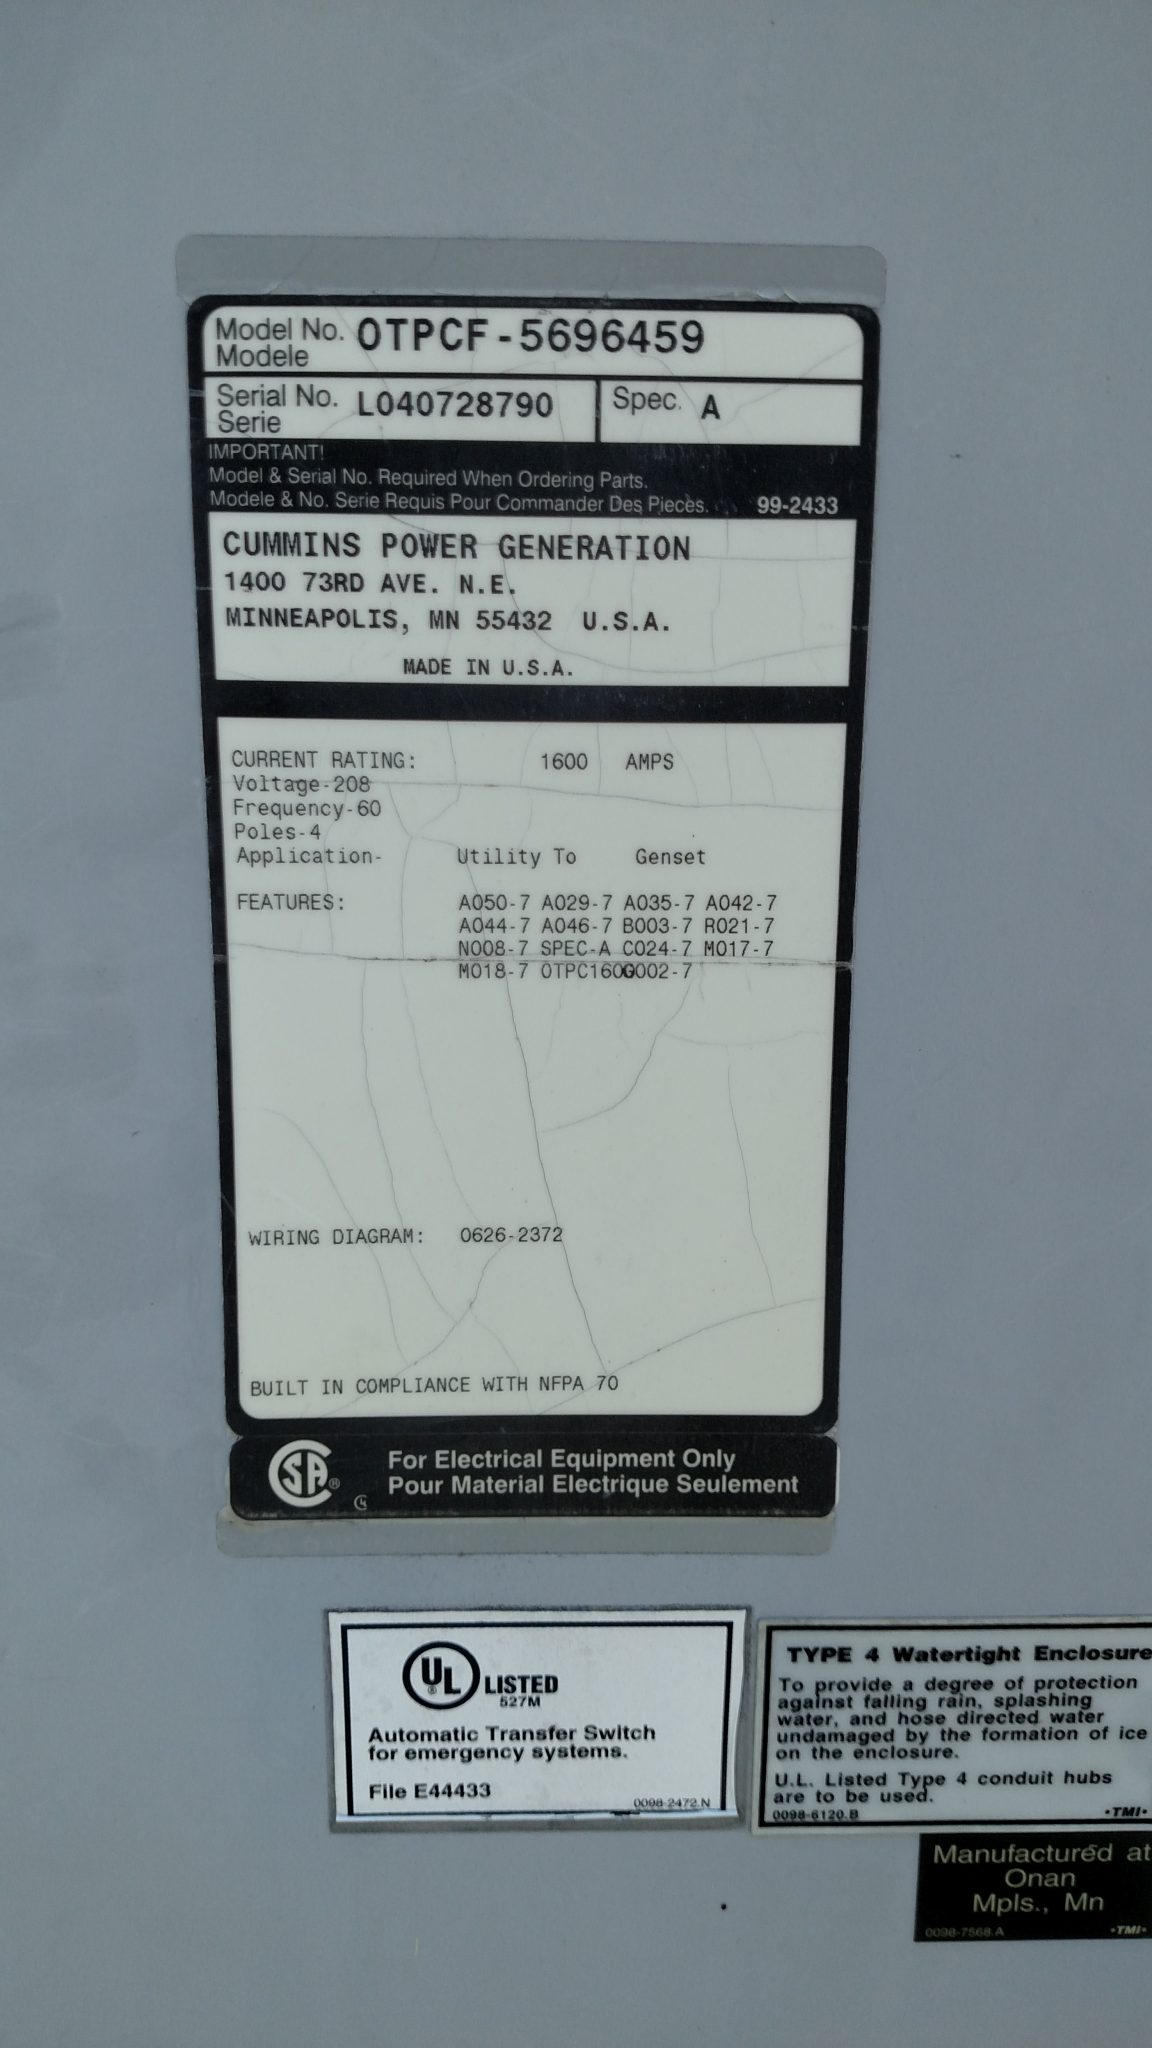 Model No. OTPCF-5696459
Modele
Serial No. L040728790
Serie
Spec. A
IMPORTANT!
Model & Serial No. Required When Ordering Parts.
Modele & No. Serie Requis Pour Commander Des Pieces. 99-2433
CUMMINS POWER GENERATION
1400 73RD AVE. N.E.
MINNEAPOLIS, MN 55432 U.S.A.
MADE IN U.S.A.
CURRENT RATING: 1600 AMPS
Voltage-208
Frequency-60
Poles-4
Application- Utility To Genset
FEATURES: A050-7 A029-7 A035-7 A042-7
A044-7 A046-7 B003-7 R021-7
N008-7 SPEC-A C024-7 M017-7
M018-7 OTPC160G002-7
WIRING DIAGRAM: 0626-2372
BUILT IN COMPLIANCE WITH NFPA 70
SA ®
For Electrical Equipment Only
Pour Material Electrique Seulement
UL ® LISTED
527M
Automatic Transfer Switch
for emergency systems.
File E44433
0098-2472.N
TYPE 4 Watertight Enclosure
To provide a degree of protection
against falling rain, splashing
water, and hose directed water
undamaged by the formation of ice
on the enclosure.
U.L. Listed Type 4 conduit hubs
are to be used.
0098-6120.B •TMI•
Manufactured at
Onan
Mpls., Mn
0098-7568.A •TMI•